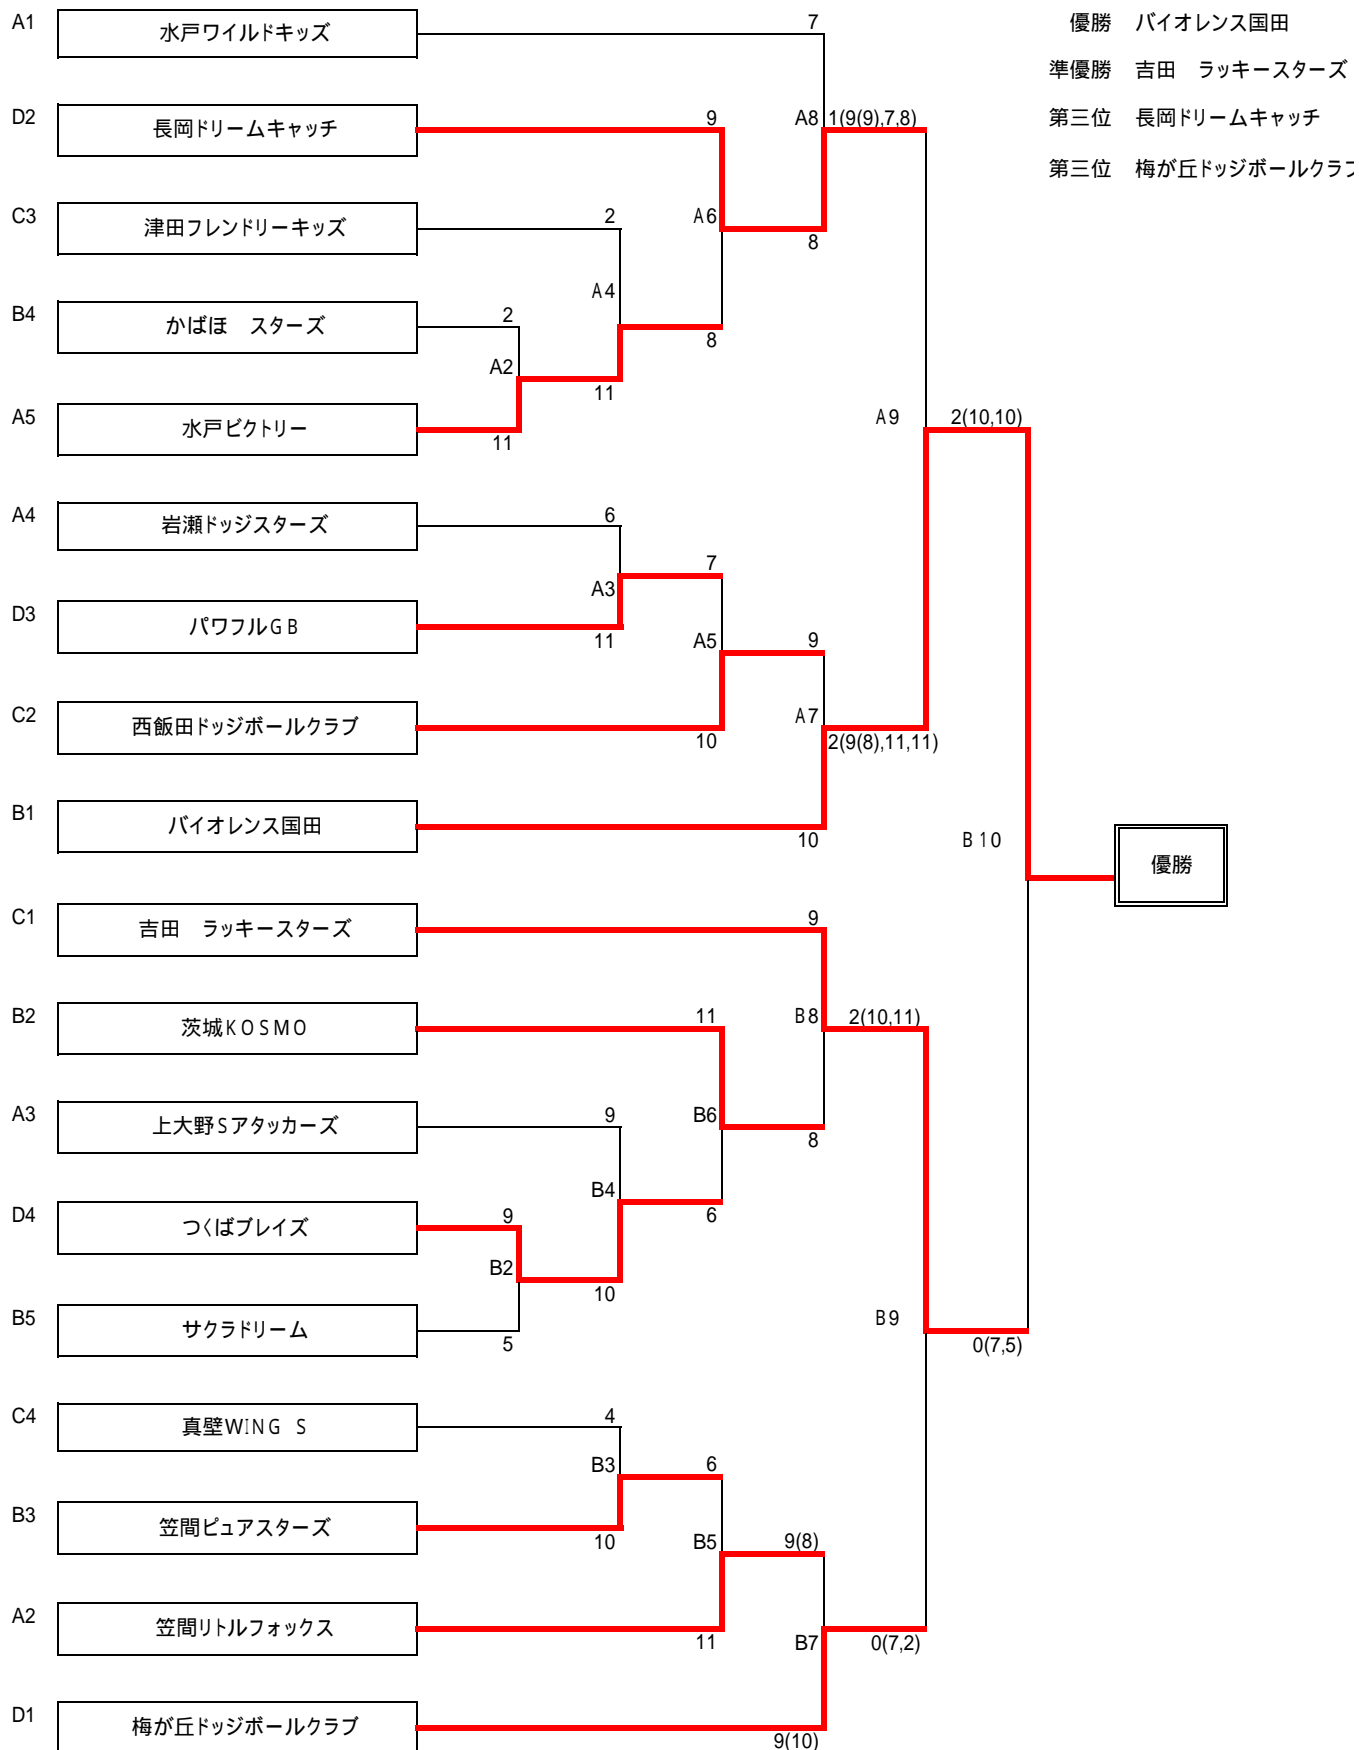 A1 水戸ワイルドキッズ 7
優勝 バイオレンス国田
準優勝 吉田　ラッキースターズ
D2 長岡ドリームキャッチ 9 A8 1(9(9),7,8)
第三位 長岡ドリームキャッチ
第三位 梅が丘ドッジボールクラブ
C3 津田フレンドリーキッズ 2 A6 8
A4
B4 かばほ　スターズ 2 8
A2 11
A5 水戸ビクトリー 11 A9 2(10,10)
A4 岩瀬ドッジスターズ 6
7
A3
D3 パワフルGB 11 A5 9
C2 西飯田ドッジボールクラブ 10 A7 2(9(8),11,11)
B1 バイオレンス国田 10 B10
優勝
C1 吉田　ラッキースターズ 9
B2 茨城KOSMO 11 B8 2(10,11)
A3 上大野Sアタッカーズ 9 B6 8
B4
D4 つくばブレイズ 9 6
B2 10
B5 サクラドリーム 5 B9 0(7,5)
C4 真壁WING S 4
B3 6
B3 笠間ピュアスターズ 10 B5 9(8)
A2 笠間リトルフォックス 11 B7 0(7,2)
D1 梅が丘ドッジボールクラブ 9(10)